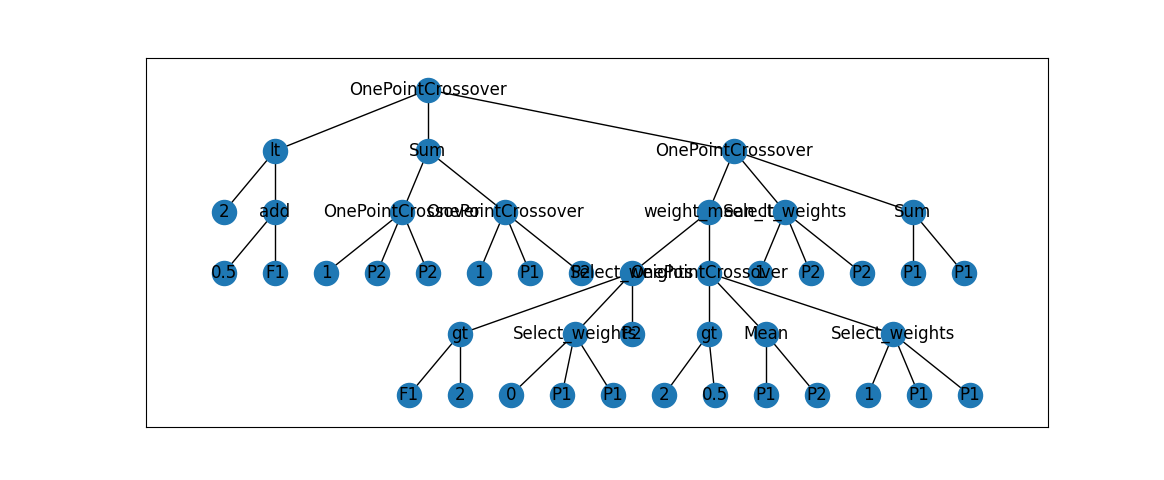 OnePointCrossover
lt Sum OnePointCrossover
2 add OnePointCrossover OnePointCrossover weight_mean Select_weights Sum
0.5 F1 1 P2 P2 1 P1 P2 Select_weights OnePointCrossover 1 P2 P2 P1 P1
gt Select_weights P2 gt Mean Select_weights
F1 2 0 P1 P1 2 0.5 P1 P2 1 P1 P1